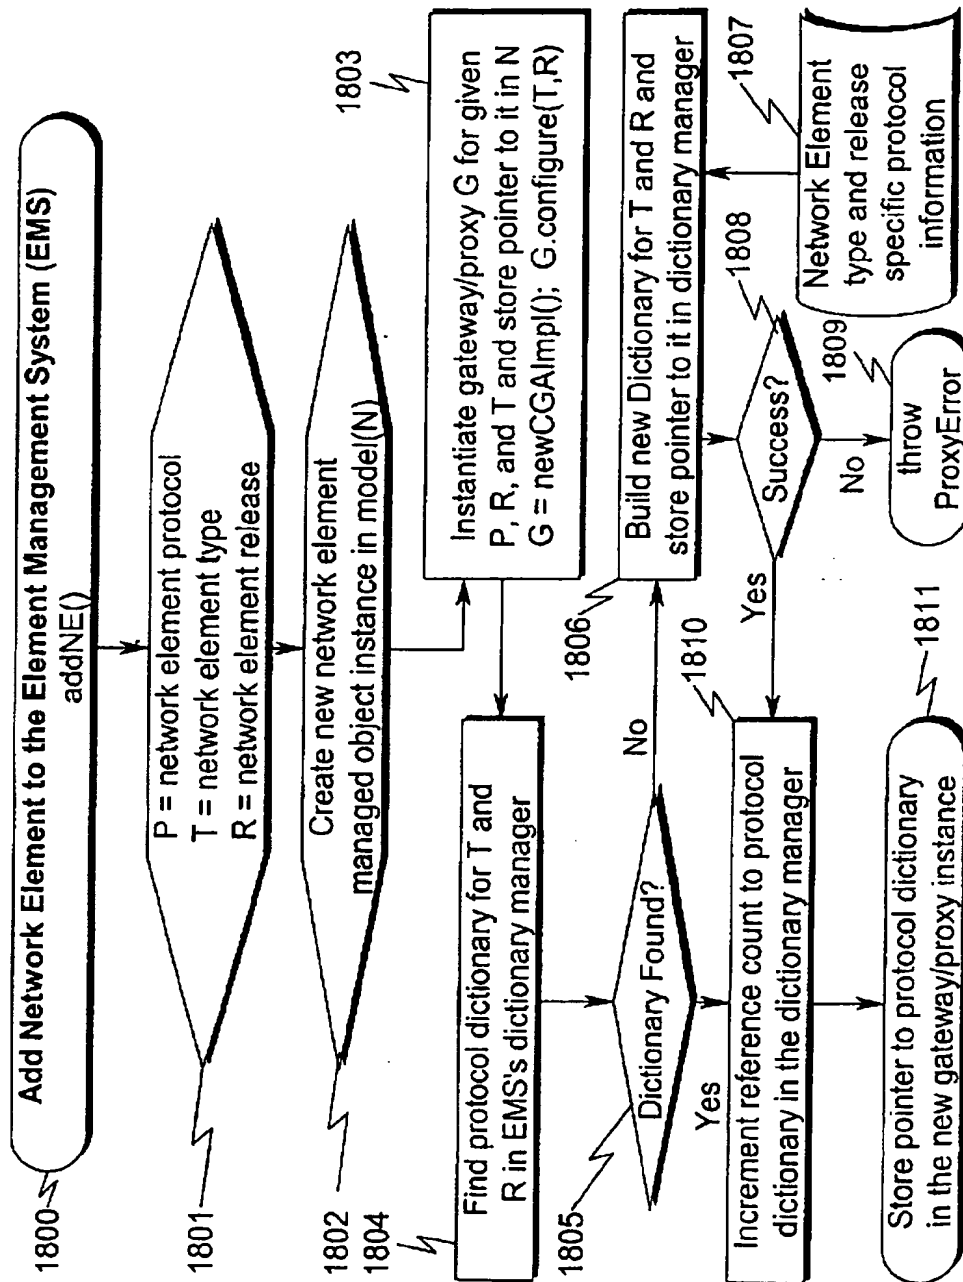 Add Network Element to the Element Management System (EMS)
addNE()
1800
P = network element protocol
T = network element type
R = network element release
1801
Create new network element
managed object instance in model(N)
1802
1803
Instantiate gateway/proxy G for given
P, R, and T and store pointer to it in N
G = newCGAImpl(); G.configure(T,R)
1804
Find protocol dictionary for T and
R in EMS's dictionary manager
1805
Dictionary Found?
No
Yes
1806
Build new Dictionary for T and R and
store pointer to it in dictionary manager
1807
Network Element
type and release
specific protocol
information
1808
Success?
Yes
No
1809
throw
ProxyError
1810
Increment reference count to protocol
dictionary in the dictionary manager
1811
Store pointer to protocol dictionary
in the new gateway/proxy instance